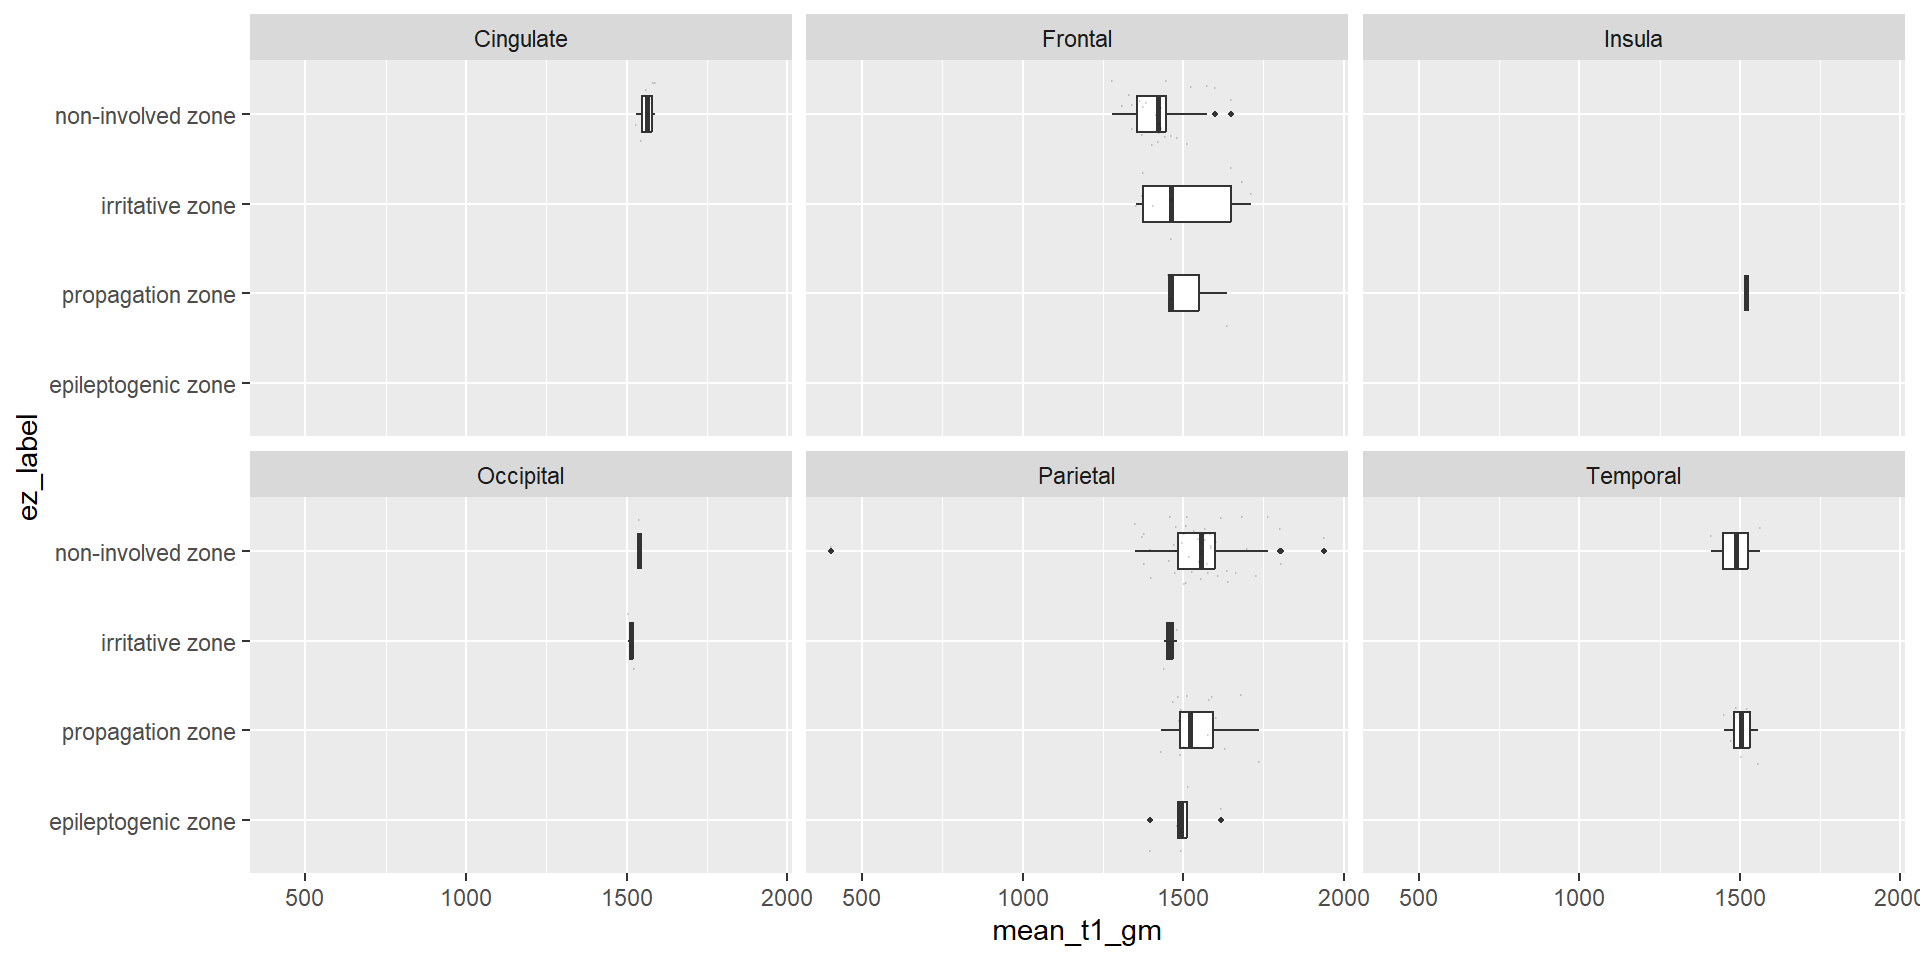 Cingulate
Frontal
Insula
non-involved zone
irritative zone
propagation zone
epileptogenic zone
Occipital
Parietal
Temporal
non-involved zone
irritative zone
propagation zone
epileptogenic zone
ez_label
500 1000 1500 2000 500 1000 1500 2000 500 1000 1500 2000
mean_t1_gm